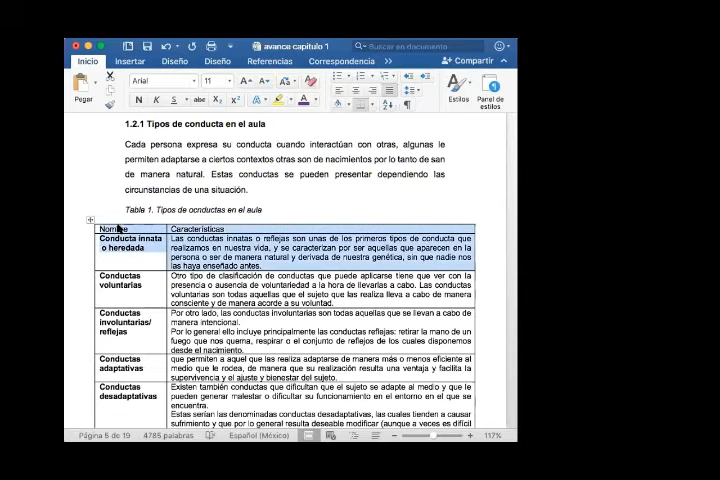 avance capitulo 1
Buscar en documento
Inicio Insertar Diseño Diseño Referencias Correspondencia Compartir
Pegar Arial 11 Estilos Panel de estilos
N K S abc X₂ X²
1.2.1 Tipos de conducta en el aula
Cada persona expresa su conducta cuando interactúan con otras, algunas le
permiten adaptarse a ciertos contextos otras son de nacimientos por lo tanto de san
de manera natural. Estas conductas se pueden presentar dependiendo las
circunstancias de una situación.
Tabla 1. Tipos de ocnductas en el aula
Nombre Características
Conducta innata
o heredada
Las conductas innatas o reflejas son unas de los primeros tipos de conducta que
realizamos en nuestra vida, y se caracterizan por ser aquellas que aparecen en la
persona o ser de manera natural y derivada de nuestra genética, sin que nadie nos
las haya enseñado antes.
Conductas
voluntarias
Otro tipo de clasificación de conductas que puede aplicarse tiene que ver con la
presencia o ausencia de voluntariedad a la hora de llevarlas a cabo. Las conductas
voluntarias son todas aquellas que el sujeto que las realiza lleva a cabo de manera
consciente y de manera acorde a su voluntad.
Conductas
involuntarias/
reflejas
Por otro lado, las conductas involuntarias son todas aquellas que se llevan a cabo de
manera intencional.
Por lo general ello incluye principalmente las conductas reflejas: retirar la mano de un
fuego que nos quema, respirar o el conjunto de reflejos de los cuales disponemos
desde el nacimiento.
Conductas
adaptativas
que permiten a aquel que las realiza adaptarse de manera más o menos eficiente al
medio que le rodea, de manera que su realización resulta una ventaja y facilita la
supervivencia y el ajuste y bienestar del sujeto.
Conductas
desadaptativas
Existen también conductas que dificultan que el sujeto se adapte al medio y que le
pueden generar malestar o dificultar su funcionamiento en el entorno en el que se
encuentra.
Estas serían las denominadas conductas desadaptativas, las cuales tienden a causar
sufrimiento y que por lo general resulta deseable modificar (aunque a veces es difícil
Página 5 de 19 4785 palabras Español (México) 117%